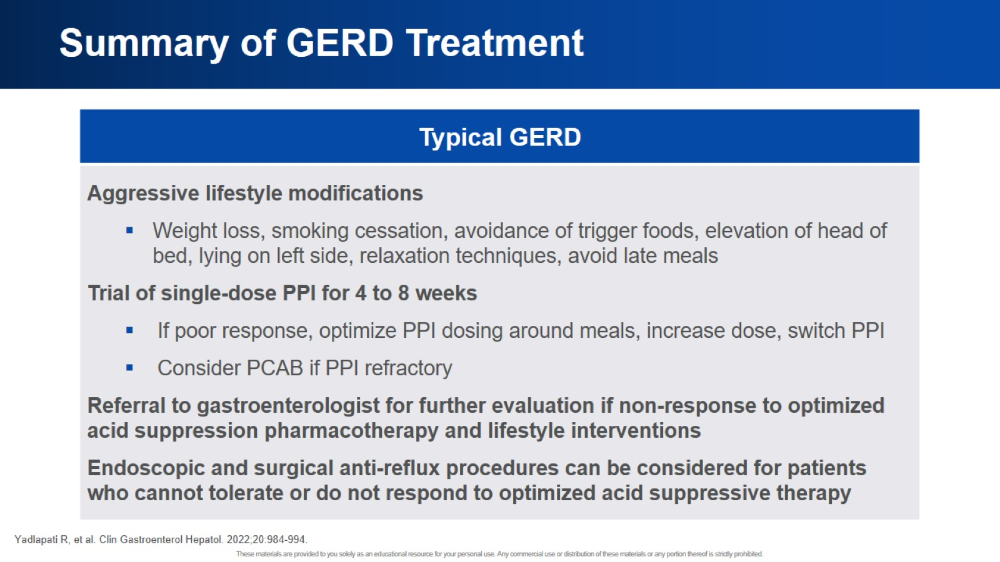 Summary of GERD Treatment
Typical GERD
Aggressive lifestyle modifications
▪ Weight loss, smoking cessation, avoidance of trigger foods, elevation of head of
bed, lying on left side, relaxation techniques, avoid late meals
Trial of single-dose PPI for 4 to 8 weeks
▪ If poor response, optimize PPI dosing around meals, increase dose, switch PPI
▪ Consider PCAB if PPI refractory
Referral to gastroenterologist for further evaluation if non-response to optimized
acid suppression pharmacotherapy and lifestyle interventions
Endoscopic and surgical anti-reflux procedures can be considered for patients
who cannot tolerate or do not respond to optimized acid suppressive therapy
Yadlapati R, et al. Clin Gastroenterol Hepatol. 2022;20:984-994.
These materials are provided to you solely as an educational resource for your personal use. Any commercial use or distribution of these materials or any portion thereof is strictly prohibited.